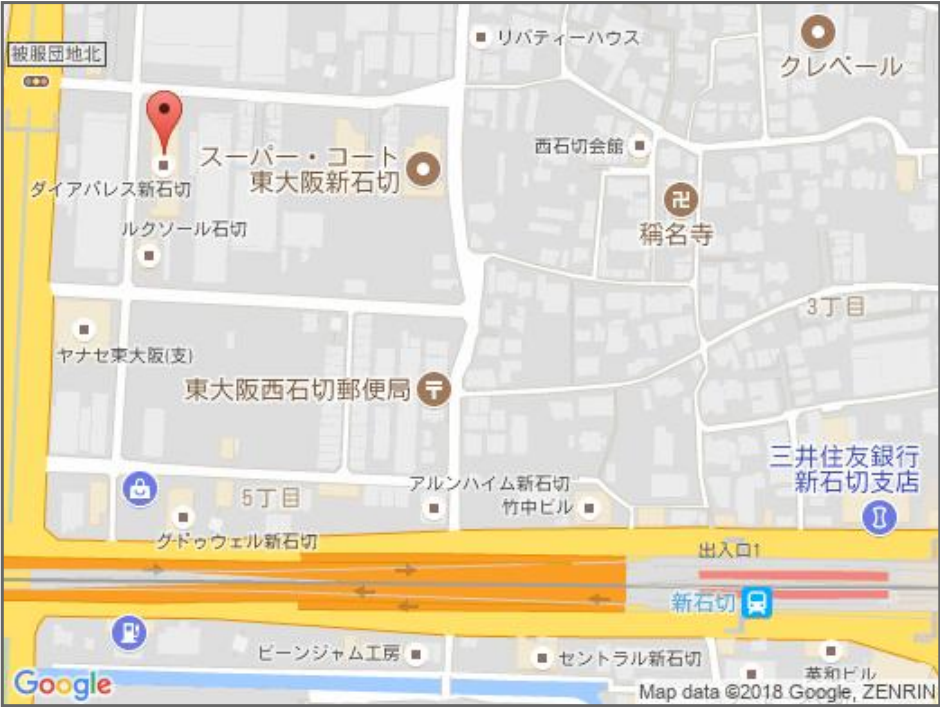 リバティーハウス
被服団地北
クレベール
西石切会館
スーパー・コート
東大阪新石切
ダイアパレス新石切
卍
稱名寺
ルクソール石切
3丁目
ヤナセ東大阪(支)
東大阪西石切郵便局
〒
三井住友銀行
新石切支店
アルンハイム新石切
5丁目
竹中ビル
グドゥウェル新石切
出入口1
新石切
ビーンジャム工房
セントラル新石切
英和ビル
Google
Map data ©2018 Google, ZENRIN